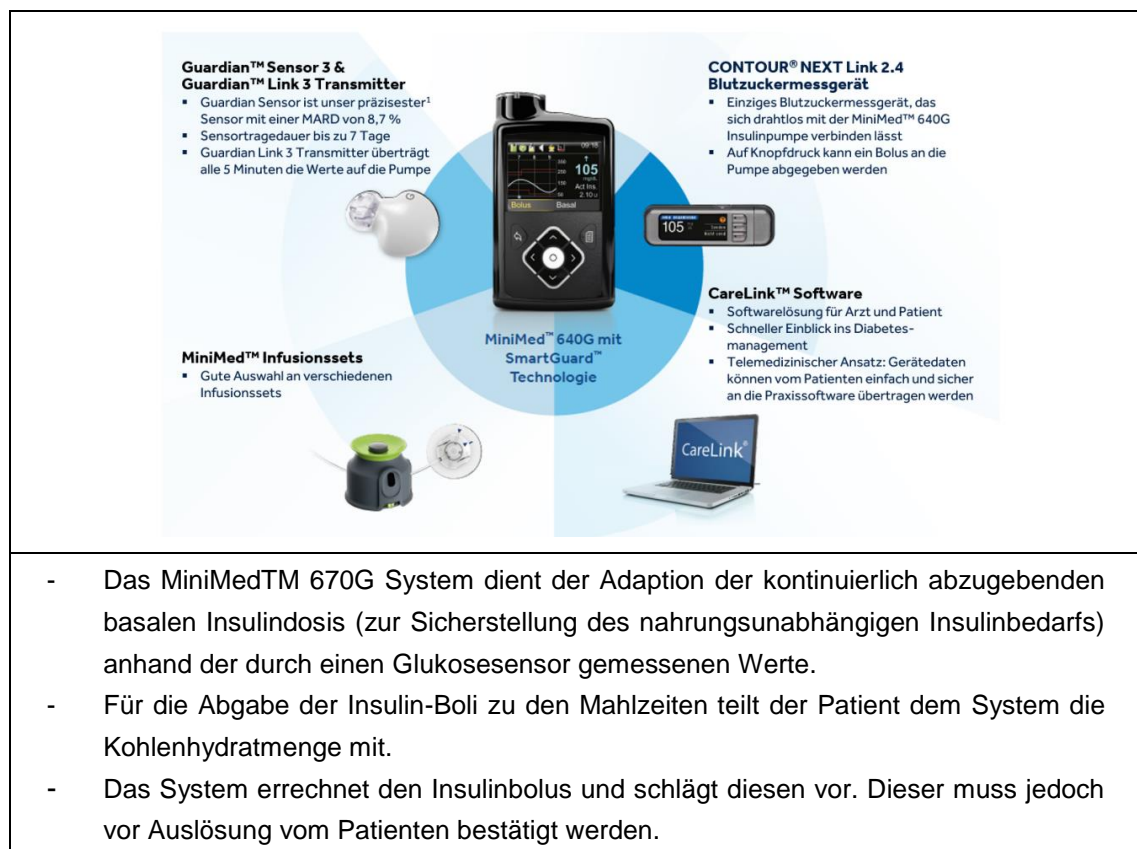 Guardian™ Sensor 3 &
Guardian™ Link 3 Transmitter
▪ Guardian Sensor ist unser präzisester¹
Sensor mit einer MARD von 8,7 %
▪ Sensortragedauer bis zu 7 Tage
▪ Guardian Link 3 Transmitter überträgt
alle 5 Minuten die Werte auf die Pumpe
CONTOUR® NEXT Link 2.4
Blutzuckermessgerät
▪ Einziges Blutzuckermessgerät, das
sich drahtlos mit der MiniMed™ 640G
Insulinpumpe verbinden lässt
▪ Auf Knopfdruck kann ein Bolus an die
Pumpe abgegeben werden
09:15
105
Act Ins.
Bolus Basal
105
MiniMed™ 640G mit
SmartGuard™
Technologie
MiniMed™ Infusionssets
▪ Gute Auswahl an verschiedenen
Infusionssets
CareLink™ Software
▪ Softwarelösung für Arzt und Patient
▪ Schneller Einblick ins Diabetes-
management
▪ Telemedizinischer Ansatz: Gerätedaten
können vom Patienten einfach und sicher
an die Praxissoftware übertragen werden
CareLink®
- Das MiniMedTM 670G System dient der Adaption der kontinuierlich abzugebenden
basalen Insulindosis (zur Sicherstellung des nahrungsunabhängigen Insulinbedarfs)
anhand der durch einen Glukosesensor gemessenen Werte.
- Für die Abgabe der Insulin-Boli zu den Mahlzeiten teilt der Patient dem System die
Kohlenhydratmenge mit.
- Das System errechnet den Insulinbolus und schlägt diesen vor. Dieser muss jedoch
vor Auslösung vom Patienten bestätigt werden.